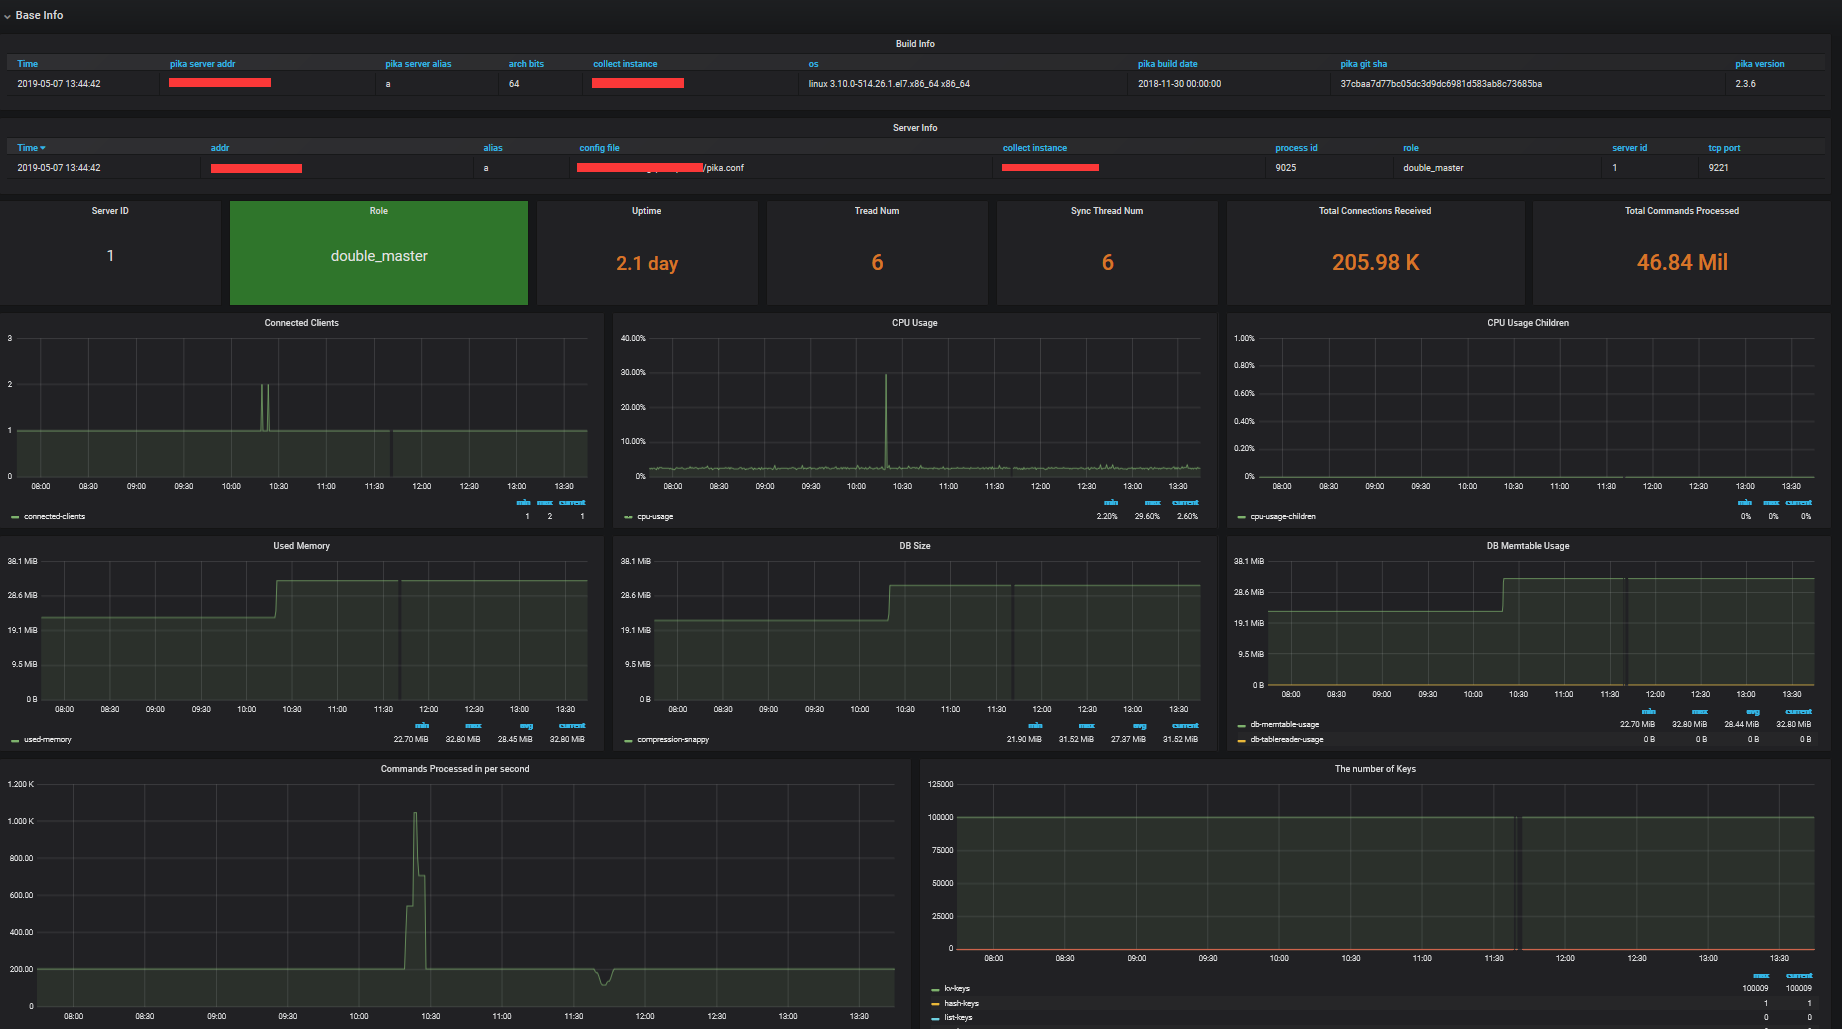 Base Info
Build Info
Time pika server addr pika server alias arch bits collect instance os pika build date pika git sha pika version
2019-05-07 13:44:42 a 64 linux 3.10.0-514.26.1.el7.x86_64 x86_64 2018-11-30 00:00:00 37cbaa7d77bc05dc3d9dc6981d583ab8c73685ba 2.3.6
Server Info
Time addr alias config file collect instance process id role server id tcp port
2019-05-07 13:44:42 a /pika.conf 9025 double_master 1 9221
Server ID Role Uptime Tread Num Sync Thread Num Total Connections Received Total Commands Processed
1 double_master 2.1 day 6 6 205.98 K 46.84 Mil
Connected Clients
3
2
1
0
08:00 08:30 09:00 09:30 10:00 10:30 11:00 11:30 12:00 12:30 13:00 13:30
min max current
connected-clients 1 2 1
CPU Usage
40.00%
30.00%
20.00%
10.00%
0%
08:00 08:30 09:00 09:30 10:00 10:30 11:00 11:30 12:00 12:30 13:00 13:30
min max current
cpu-usage 2.20% 29.60% 2.60%
CPU Usage Children
1.00%
0.80%
0.60%
0.40%
0.20%
0%
08:00 08:30 09:00 09:30 10:00 10:30 11:00 11:30 12:00 12:30 13:00 13:30
min max current
cpu-usage-children 0% 0% 0%
Used Memory
38.1 MiB
28.6 MiB
19.1 MiB
9.5 MiB
0 B
08:00 08:30 09:00 09:30 10:00 10:30 11:00 11:30 12:00 12:30 13:00 13:30
min max avg current
used-memory 22.70 MiB 32.80 MiB 28.45 MiB 32.80 MiB
DB Size
38.1 MiB
28.6 MiB
19.1 MiB
9.5 MiB
0 B
08:00 08:30 09:00 09:30 10:00 10:30 11:00 11:30 12:00 12:30 13:00 13:30
min max avg current
compression-snappy 21.90 MiB 31.52 MiB 27.37 MiB 31.52 MiB
DB Memtable Usage
38.1 MiB
28.6 MiB
19.1 MiB
9.5 MiB
0 B
08:00 08:30 09:00 09:30 10:00 10:30 11:00 11:30 12:00 12:30 13:00 13:30
min max avg current
db-memtable-usage 22.70 MiB 32.80 MiB 28.44 MiB 32.80 MiB
db-tablereader-usage 0 B 0 B 0 B 0 B
Commands Processed in per second
1.200 K
1.000 K
800.00
600.00
400.00
200.00
0
08:00 08:30 09:00 09:30 10:00 10:30 11:00 11:30 12:00 12:30 13:00 13:30
The number of Keys
125000
100000
75000
50000
25000
0
08:00 08:30 09:00 09:30 10:00 10:30 11:00 11:30 12:00 12:30 13:00 13:30
max current
kv-keys 100009 100009
hash-keys 1 1
list-keys 0 0